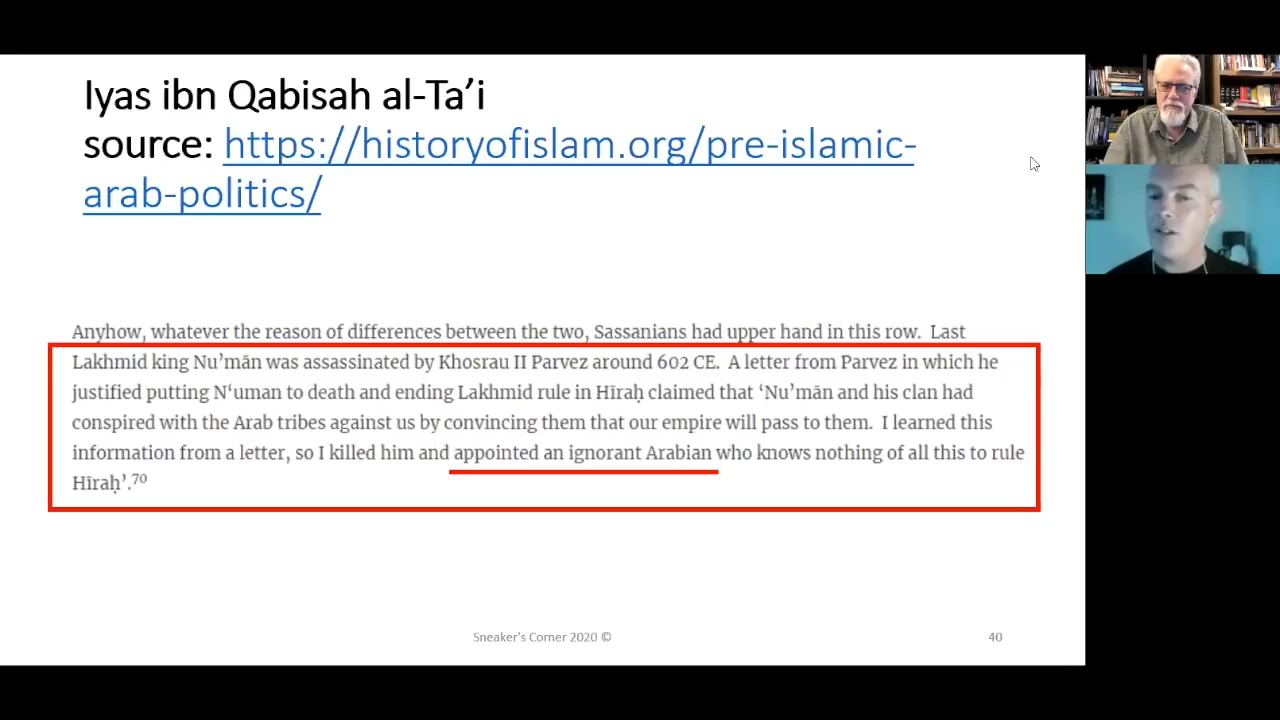 Iyas ibn Qabisah al-Ta’i
source: https://historyofislam.org/pre-islamic-
arab-politics/
Anyhow, whatever the reason of differences between the two, Sassanians had upper hand in this row. Last
Lakhmid king Nu’mān was assassinated by Khosrau II Parvez around 602 CE. A letter from Parvez in which he
justified putting N‘uman to death and ending Lakhmid rule in Hīraḥ claimed that ‘Nu’mān and his clan had
conspired with the Arab tribes against us by convincing them that our empire will pass to them. I learned this
information from a letter, so I killed him and appointed an ignorant Arabian who knows nothing of all this to rule
Hīraḥ’.⁷⁰
Sneaker’s Corner 2020 © 40